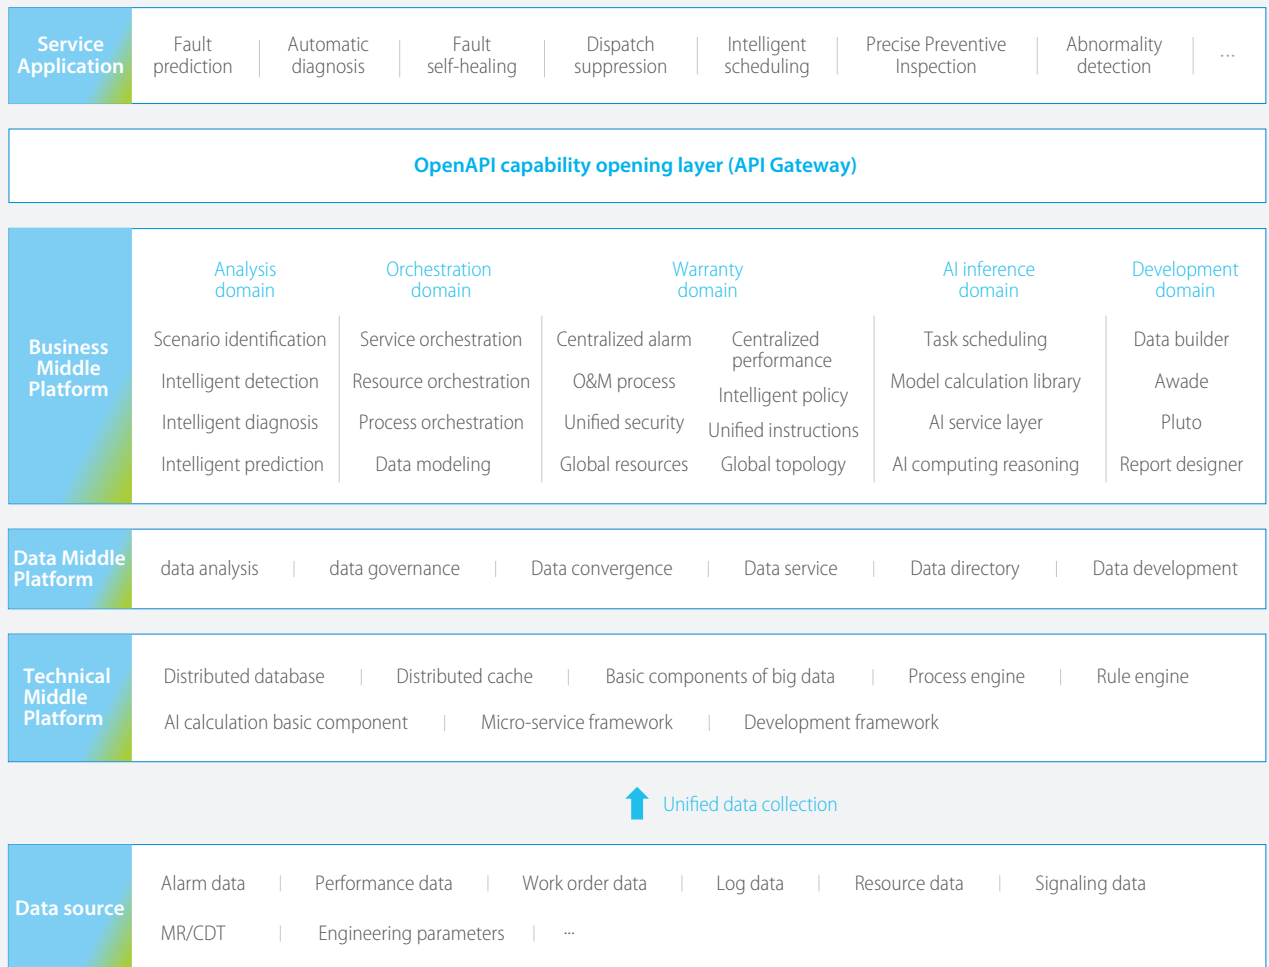 Service
Application
Fault
prediction
Automatic
diagnosis
Fault
self-healing
Dispatch
suppression
Intelligent
scheduling
Precise Preventive
Inspection
Abnormality
detection
...
OpenAPI capability opening layer (API Gateway)
Business
Middle
Platform
Analysis
domain
Scenario identification
Intelligent detection
Intelligent diagnosis
Intelligent prediction
Orchestration
domain
Service orchestration
Resource orchestration
Process orchestration
Data modeling
Warranty
domain
Centralized alarm
O&M process
Unified security
Global resources
Centralized
performance
Intelligent policy
Unified instructions
Global topology
AI inference
domain
Task scheduling
Model calculation library
AI service layer
AI computing reasoning
Development
domain
Data builder
Awade
Pluto
Report designer
Data Middle
Platform
data analysis
data governance
Data convergence
Data service
Data directory
Data development
Technical
Middle
Platform
Distributed database
Distributed cache
Basic components of big data
Process engine
Rule engine
AI calculation basic component
Micro-service framework
Development framework
Unified data collection
Data source
Alarm data
Performance data
Work order data
Log data
Resource data
Signaling data
MR/CDT
Engineering parameters
...